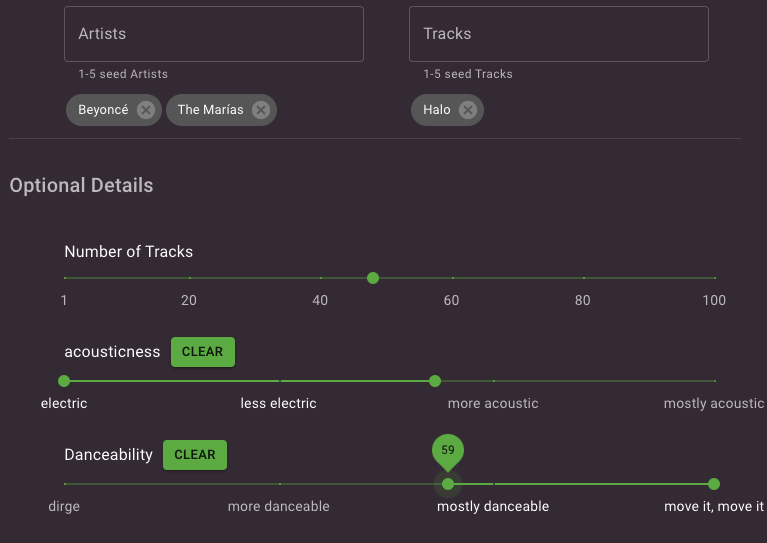 Artists
Tracks
1-5 seed Artists
1-5 seed Tracks
Beyoncé
The Marías
Halo
Optional Details
Number of Tracks
1 20 40 60 80 100
acousticness CLEAR
electric less electric more acoustic mostly acoustic
59
Danceability CLEAR
dirge more danceable mostly danceable move it, move it